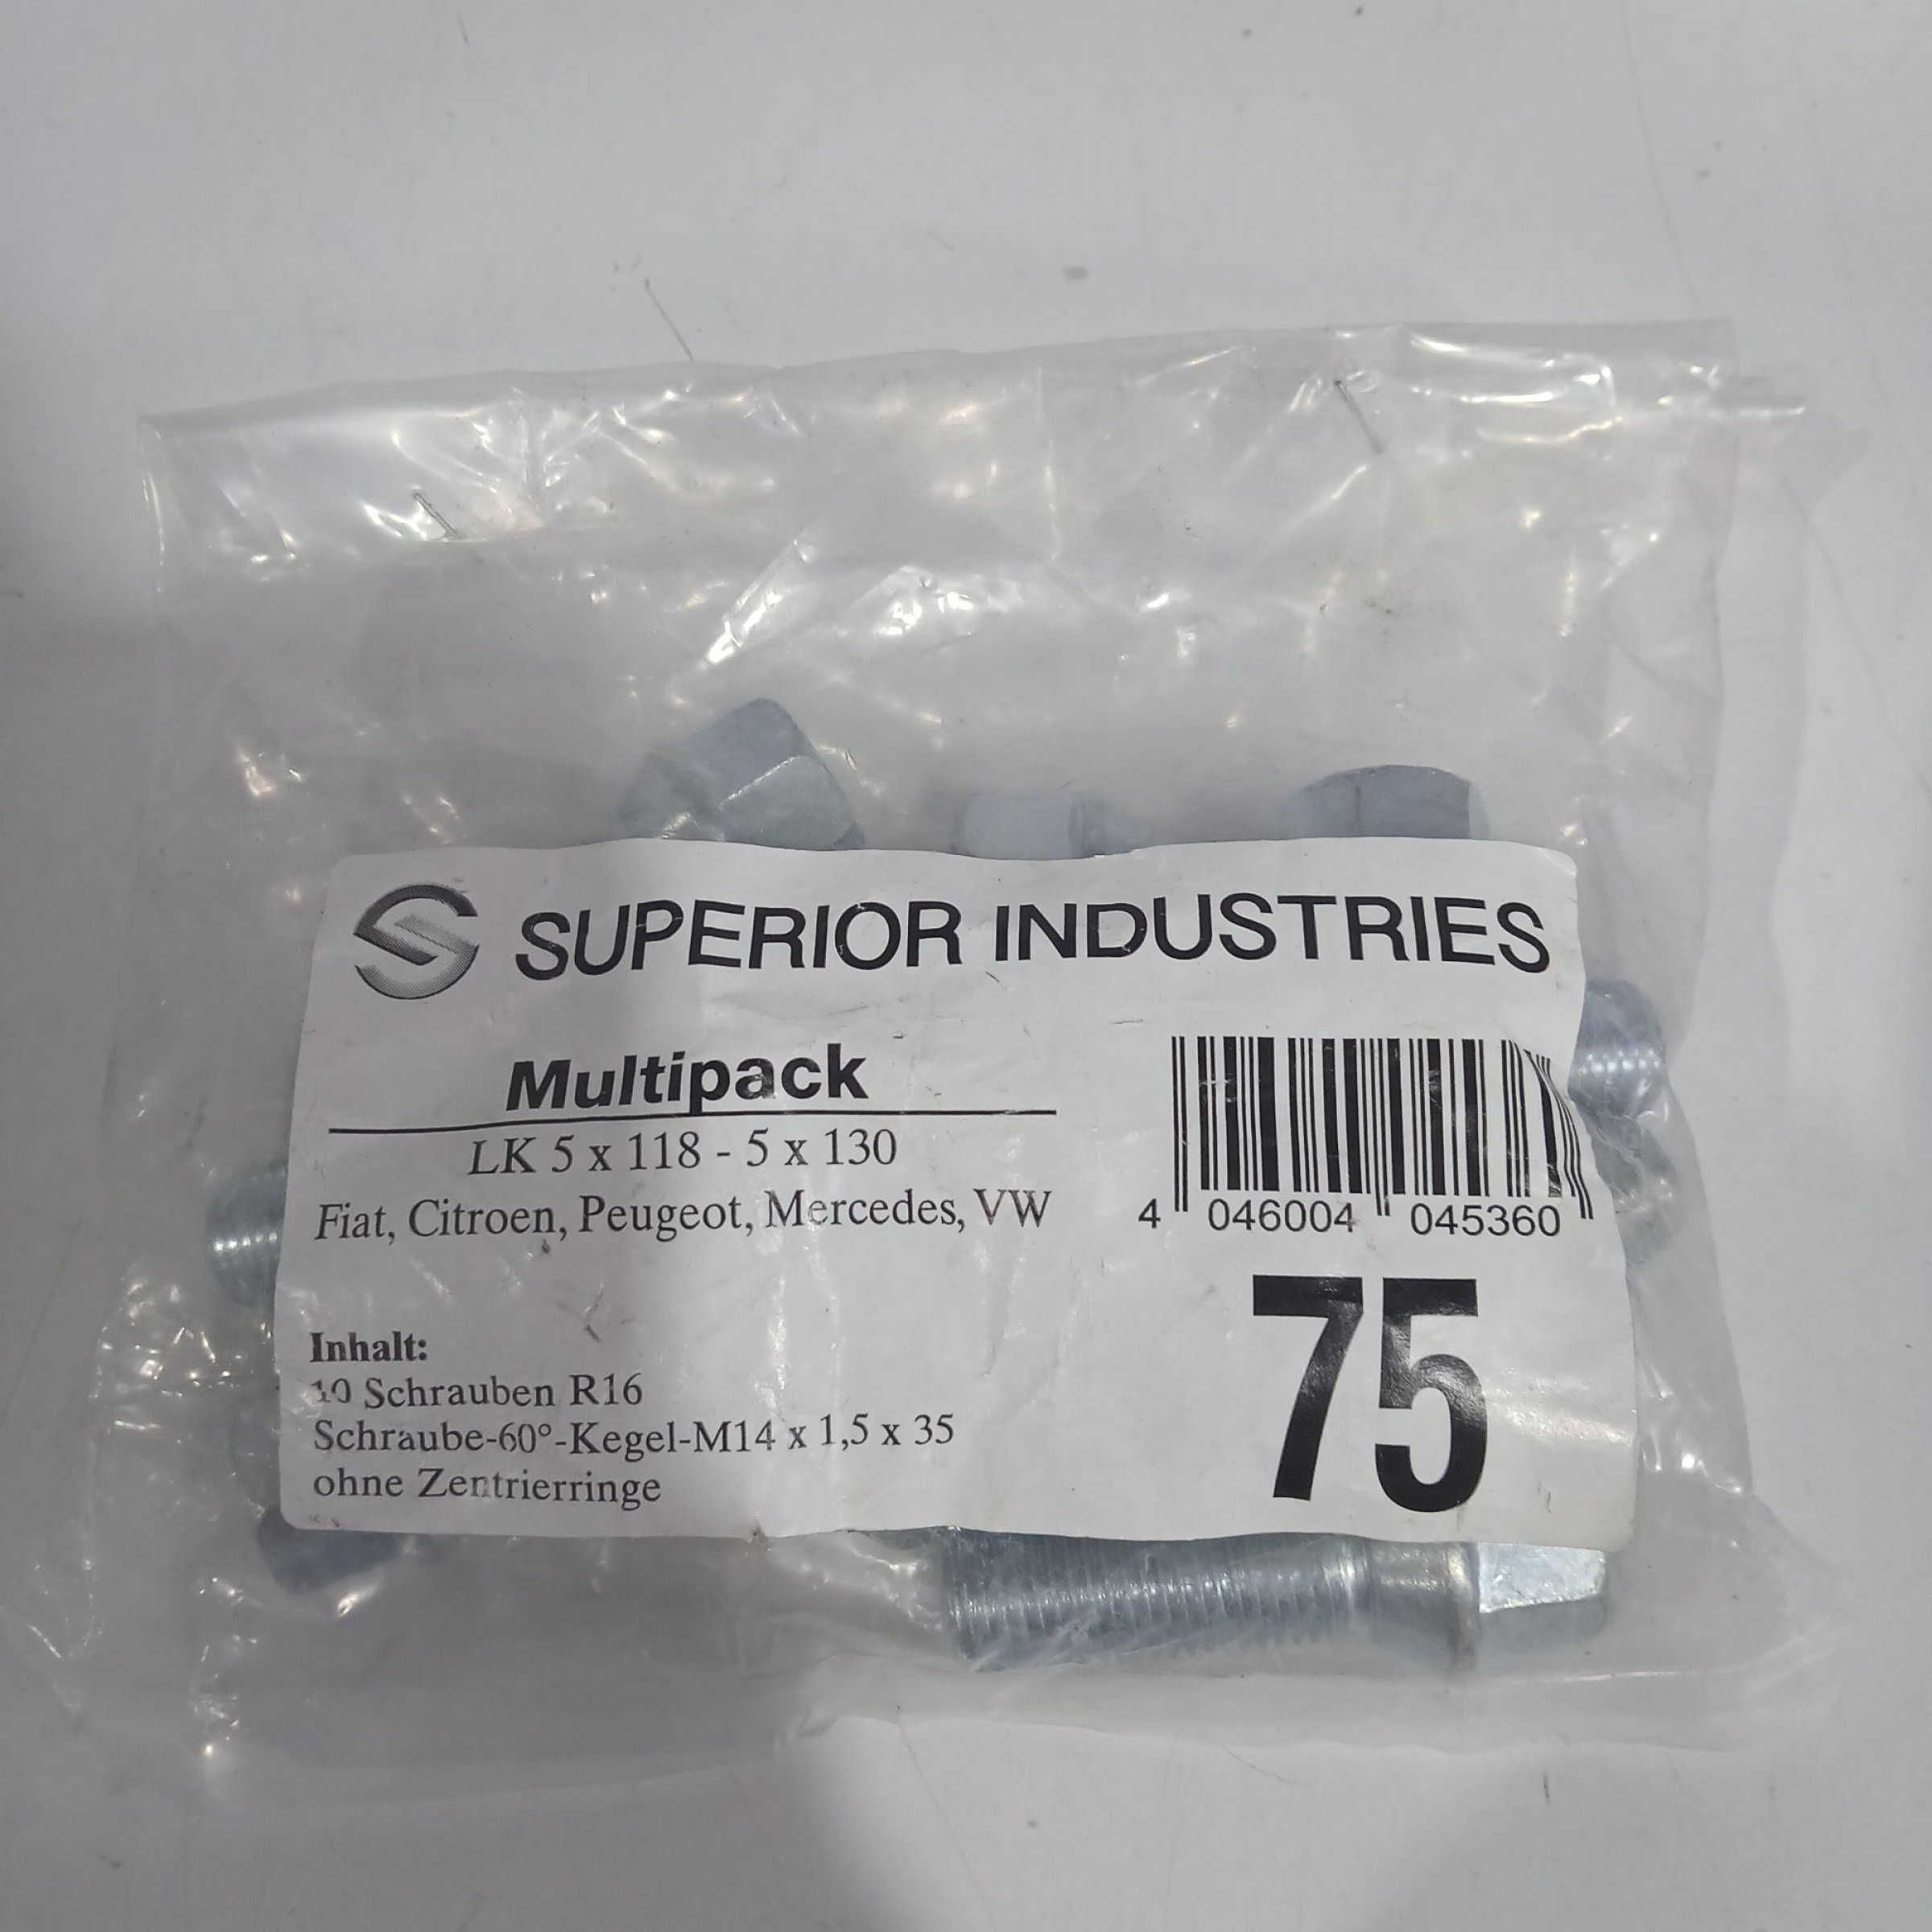 SUPERIOR INDUSTRIES
Multipack
LK 5 x 118 - 5 x 130
Fiat, Citroen, Peugeot, Mercedes, VW
4 046004 045360
75
Inhalt:
10 Schrauben R16
Schraube-60°-Kegel-M14 x 1,5 x 35
ohne Zentrierringe